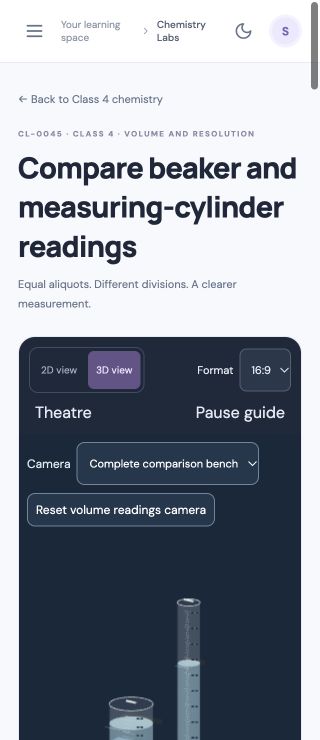 Your learning space
Chemistry Labs
S
← Back to Class 4 chemistry
CL-0045 · CLASS 4 · VOLUME AND RESOLUTION
Compare beaker and
measuring-cylinder
readings
Equal aliquots. Different divisions. A clearer
measurement.
2D view
3D view
Format
16:9
Theatre
Pause guide
Camera
Complete comparison bench
Reset volume readings camera